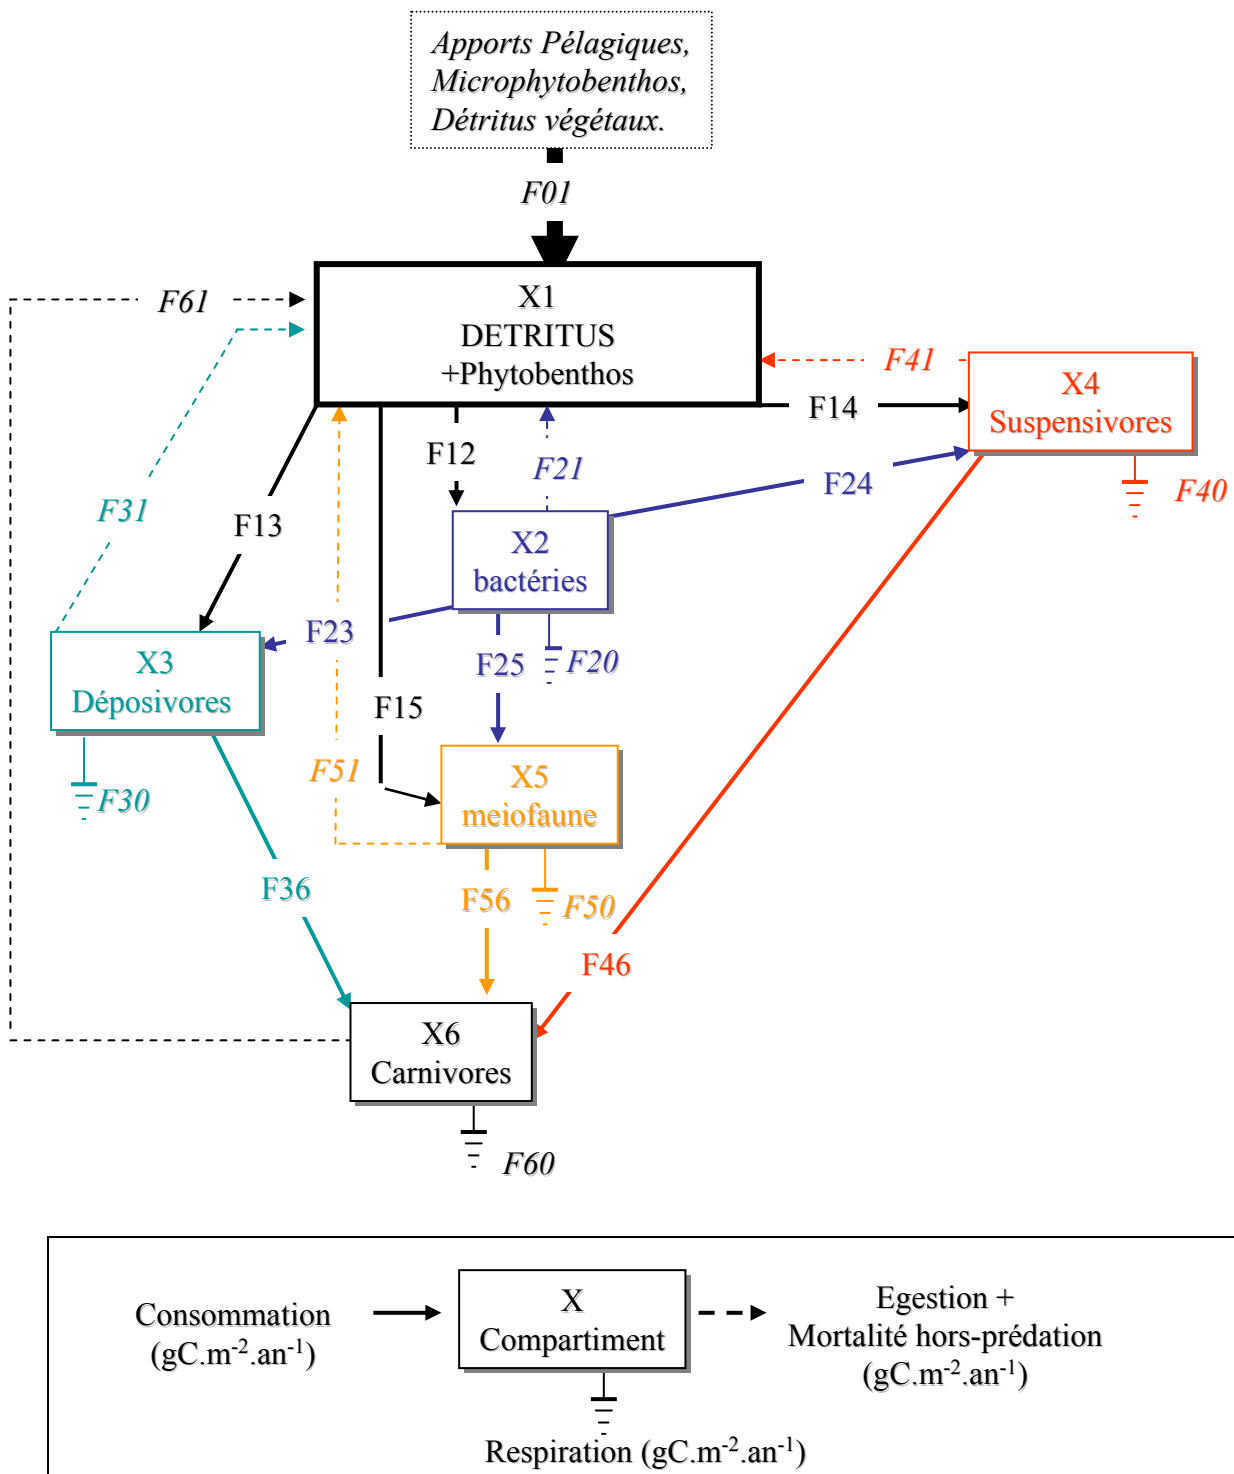 Apports Pélagiques,
Microphytobenthos,
Détritus végétaux.
F01
F61
X1
DETRITUS
+Phytobenthos
F41
X4
Suspensivores
F14
F12
F21
F24
F40
F31
F13
X2
bactéries
F23
F25
F20
X3
Déposivores
F15
F51
X5
meiofaune
F30
F36
F56
F50
F46
X6
Carnivores
F60
Consommation
(gC.m⁻².an⁻¹)
X
Compartiment
Egestion +
Mortalité hors-prédation
(gC.m⁻².an⁻¹)
Respiration (gC.m⁻².an⁻¹)